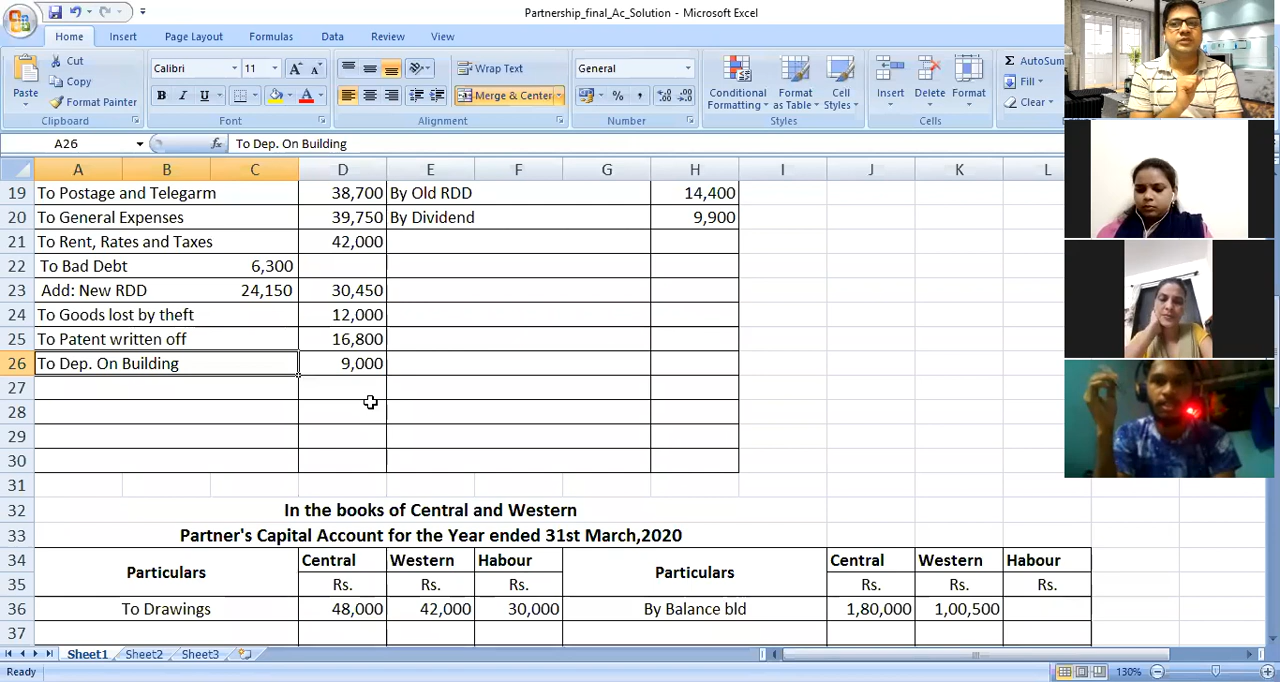 Partnership_final_Ac_Solution - Microsoft Excel
Home Insert Page Layout Formulas Data Review View
Cut Copy Format Painter Paste Clipboard
Calibri 11 A A B I U A Font
Wrap Text Merge & Center Alignment
General % , Number
Conditional Formatting Format as Table Cell Styles Styles
Insert Delete Format Cells
Σ AutoSum Fill Clear
A26 fx To Dep. On Building
A B C D E F G H I J K L
19 To Postage and Telegarm 38,700 By Old RDD 14,400
20 To General Expenses 39,750 By Dividend 9,900
21 To Rent, Rates and Taxes 42,000
22 To Bad Debt 6,300
23 Add: New RDD 24,150 30,450
24 To Goods lost by theft 12,000
25 To Patent written off 16,800
26 To Dep. On Building 9,000
27
28
29
30
31
32 In the books of Central and Western
33 Partner's Capital Account for the Year ended 31st March,2020
34 Particulars Central Western Habour Particulars Central Western Habour
35 Rs. Rs. Rs. Rs. Rs. Rs.
36 To Drawings 48,000 42,000 30,000 By Balance bld 1,80,000 1,00,500
37
Sheet1 Sheet2 Sheet3
Ready 130%